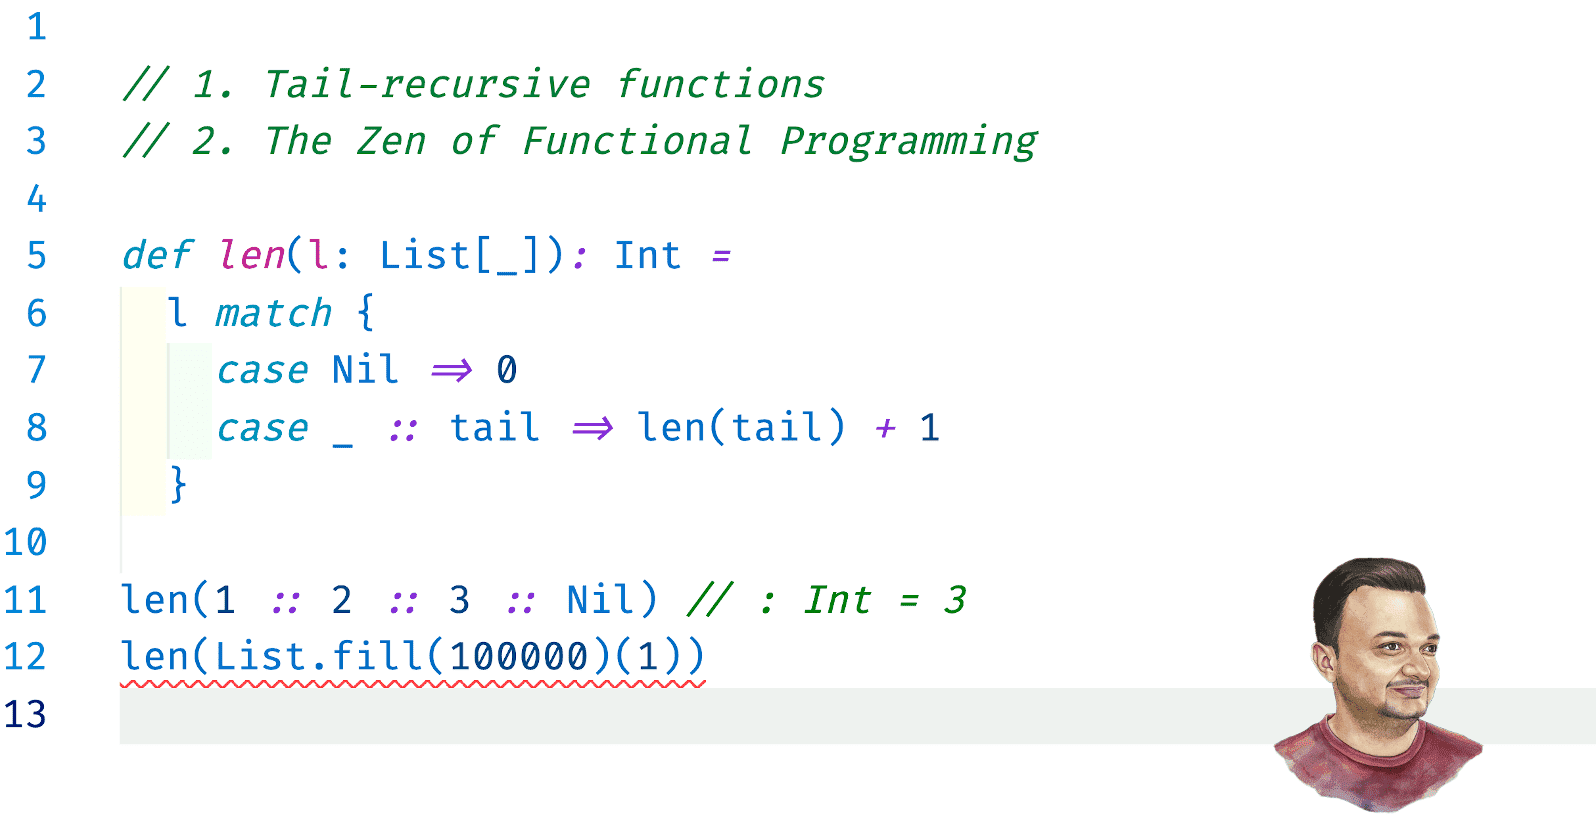 1
2 // 1. Tail-recursive functions
3 // 2. The Zen of Functional Programming
4
5 def len(l: List[_]): Int =
6 l match {
7 case Nil => 0
8 case _ :: tail => len(tail) + 1
9 }
10
11 len(1 :: 2 :: 3 :: Nil) // : Int = 3
12 len(List.fill(100000)(1))
13